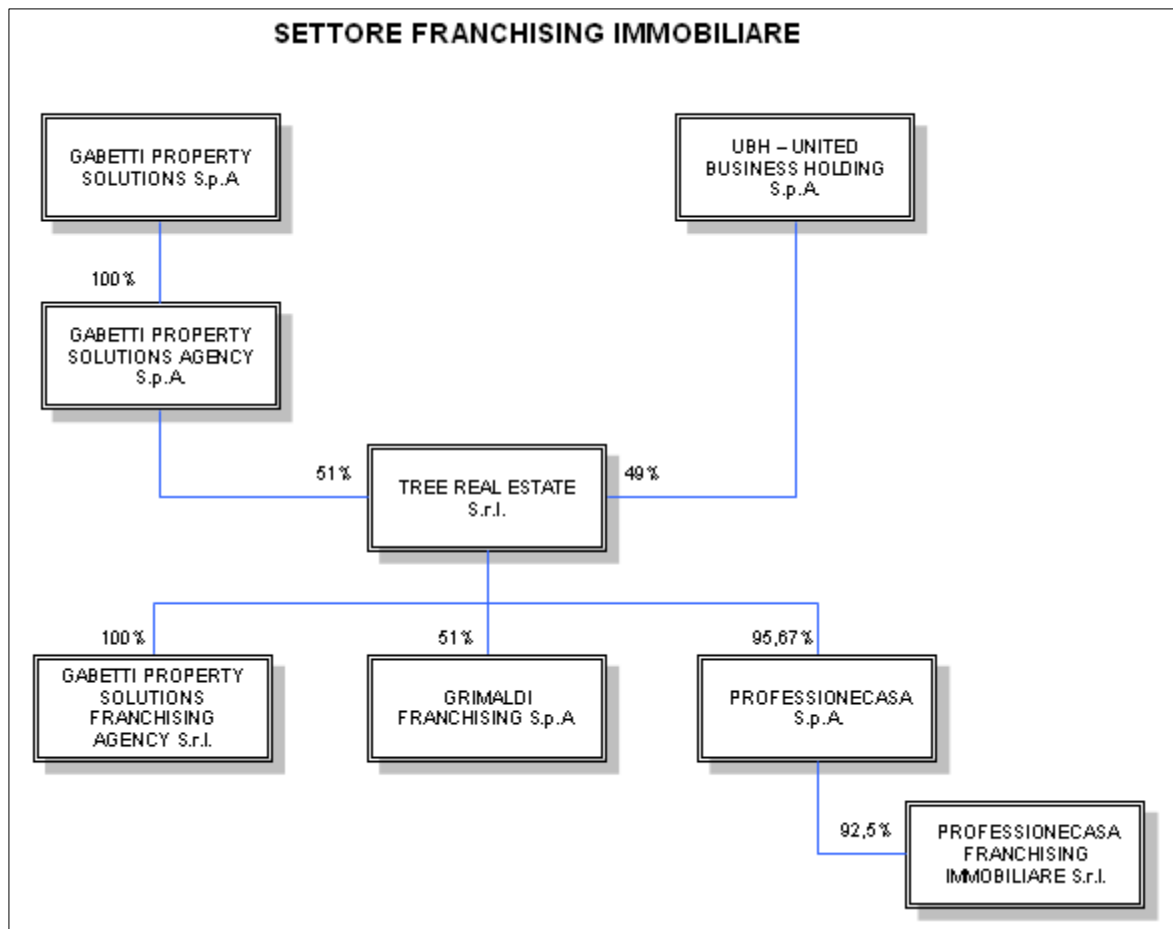 SETTORE FRANCHISING IMMOBILIARE
GABETTI PROPERTY
SOLUTIONS S.p.A
UBH – UNITED
BUSINESS HOLDING
S.p.A.
100%
GABETTI PROPERTY
SOLUTIONS AGENCY
S.p.A.
51%
TREE REAL ESTATE
S.r.l.
49%
100%
51%
95,67%
GABETTI PROPERTY
SOLUTIONS
FRANCHISING
AGENCY S.r.l.
GRIMALDI
FRANCHISING S.p.A
PROFESSIONECASA
S.p.A.
92,5%
PROFESSIONECASA
FRANCHISING
IMMOBILIARE S.r.l.